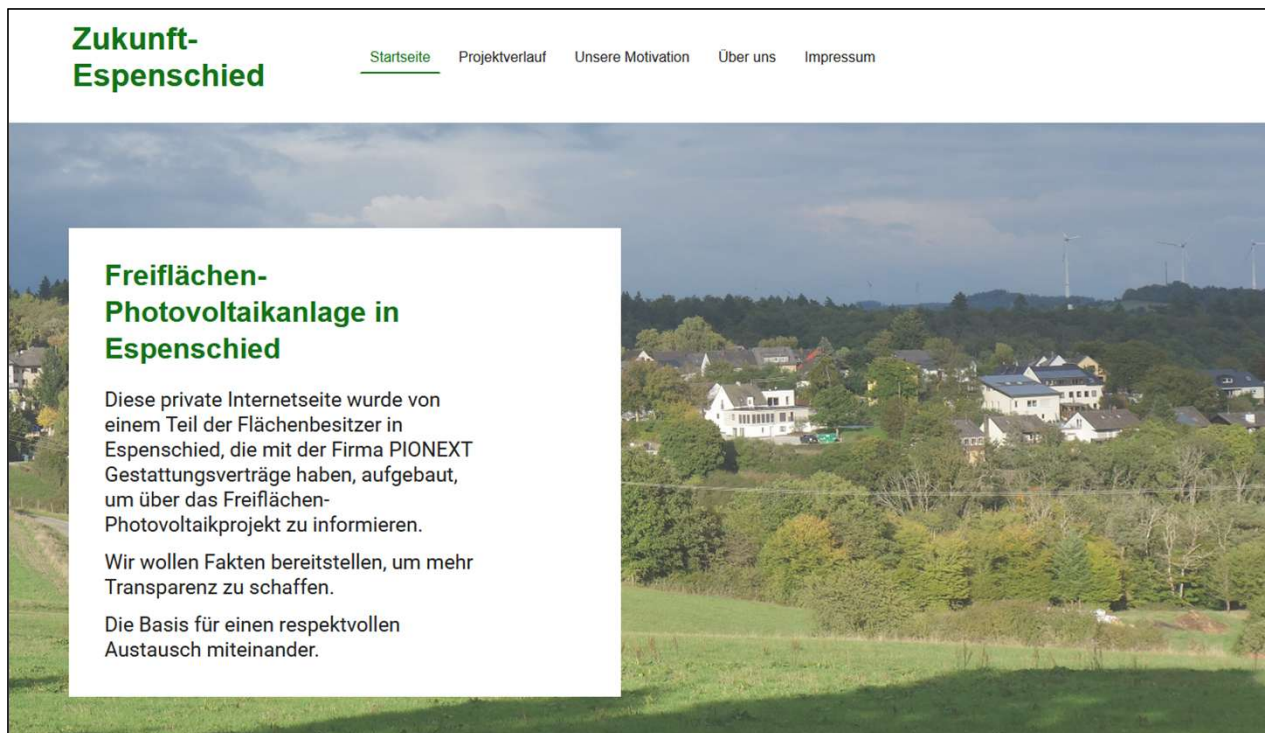 Zukunft-
Espenschied
Startseite Projektverlauf Unsere Motivation Über uns Impressum
Freiflächen-
Photovoltaikanlage in
Espenschied
Diese private Internetseite wurde von
einem Teil der Flächenbesitzer in
Espenschied, die mit der Firma PIONEXT
Gestattungsverträge haben, aufgebaut,
um über das Freiflächen-
Photovoltaikprojekt zu informieren.
Wir wollen Fakten bereitstellen, um mehr
Transparenz zu schaffen.
Die Basis für einen respektvollen
Austausch miteinander.